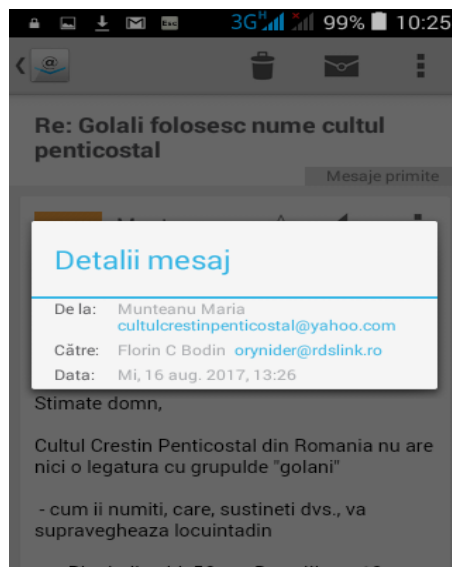 3G H 99% 10:25
Re: Golali folosesc nume cultul
penticostal
Mesaje primite
Detalii mesaj
De la: Munteanu Maria
cultulcrestinpenticostal@yahoo.com
Către: Florin C Bodin orynider@rdslink.ro
Data: Mi, 16 aug. 2017, 13:26
Stimate domn,
Cultul Crestin Penticostal din Romania nu are
nici o legatura cu grupulde "golani"
- cum ii numiti, care, sustineti dvs., va
supravegheaza locuintadin